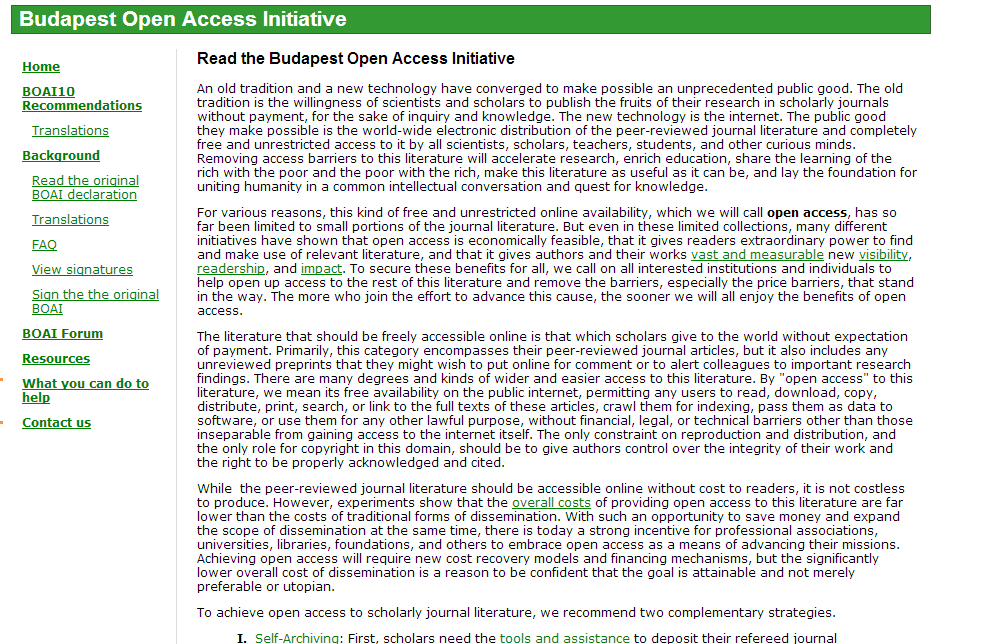 Budapest Open Access Initiative
Home
BOAI10
Recommendations
Translations
Background
Read the original
BOAI declaration
Translations
FAQ
View signatures
Sign the the original
BOAI
BOAI Forum
Resources
What you can do to
help
Contact us
Read the Budapest Open Access Initiative
An old tradition and a new technology have converged to make possible an unprecedented public good. The old
tradition is the willingness of scientists and scholars to publish the fruits of their research in scholarly journals
without payment, for the sake of inquiry and knowledge. The new technology is the internet. The public good
they make possible is the world-wide electronic distribution of the peer-reviewed journal literature and completely
free and unrestricted access to it by all scientists, scholars, teachers, students, and other curious minds.
Removing access barriers to this literature will accelerate research, enrich education, share the learning of the
rich with the poor and the poor with the rich, make this literature as useful as it can be, and lay the foundation for
uniting humanity in a common intellectual conversation and quest for knowledge.
For various reasons, this kind of free and unrestricted online availability, which we will call open access, has so
far been limited to small portions of the journal literature. But even in these limited collections, many different
initiatives have shown that open access is economically feasible, that it gives readers extraordinary power to find
and make use of relevant literature, and that it gives authors and their works vast and measurable new visibility,
readership, and impact. To secure these benefits for all, we call on all interested institutions and individuals to
help open up access to the rest of this literature and remove the barriers, especially the price barriers, that stand
in the way. The more who join the effort to advance this cause, the sooner we will all enjoy the benefits of open
access.
The literature that should be freely accessible online is that which scholars give to the world without expectation
of payment. Primarily, this category encompasses their peer-reviewed journal articles, but it also includes any
unreviewed preprints that they might wish to put online for comment or to alert colleagues to important research
findings. There are many degrees and kinds of wider and easier access to this literature. By "open access" to this
literature, we mean its free availability on the public internet, permitting any users to read, download, copy,
distribute, print, search, or link to the full texts of these articles, crawl them for indexing, pass them as data to
software, or use them for any other lawful purpose, without financial, legal, or technical barriers other than those
inseparable from gaining access to the internet itself. The only constraint on reproduction and distribution, and
the only role for copyright in this domain, should be to give authors control over the integrity of their work and
the right to be properly acknowledged and cited.
While the peer-reviewed journal literature should be accessible online without cost to readers, it is not costless
to produce. However, experiments show that the overall costs of providing open access to this literature are far
lower than the costs of traditional forms of dissemination. With such an opportunity to save money and expand
the scope of dissemination at the same time, there is today a strong incentive for professional associations,
universities, libraries, foundations, and others to embrace open access as a means of advancing their missions.
Achieving open access will require new cost recovery models and financing mechanisms, but the significantly
lower overall cost of dissemination is a reason to be confident that the goal is attainable and not merely
preferable or utopian.
To achieve open access to scholarly journal literature, we recommend two complementary strategies.
I. Self-Archiving: First, scholars need the tools and assistance to deposit their refereed journal